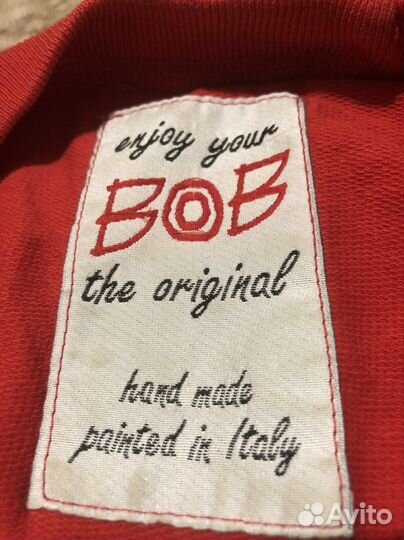 enjoy your
BOB
the original
hand made
painted in Italy
Avito